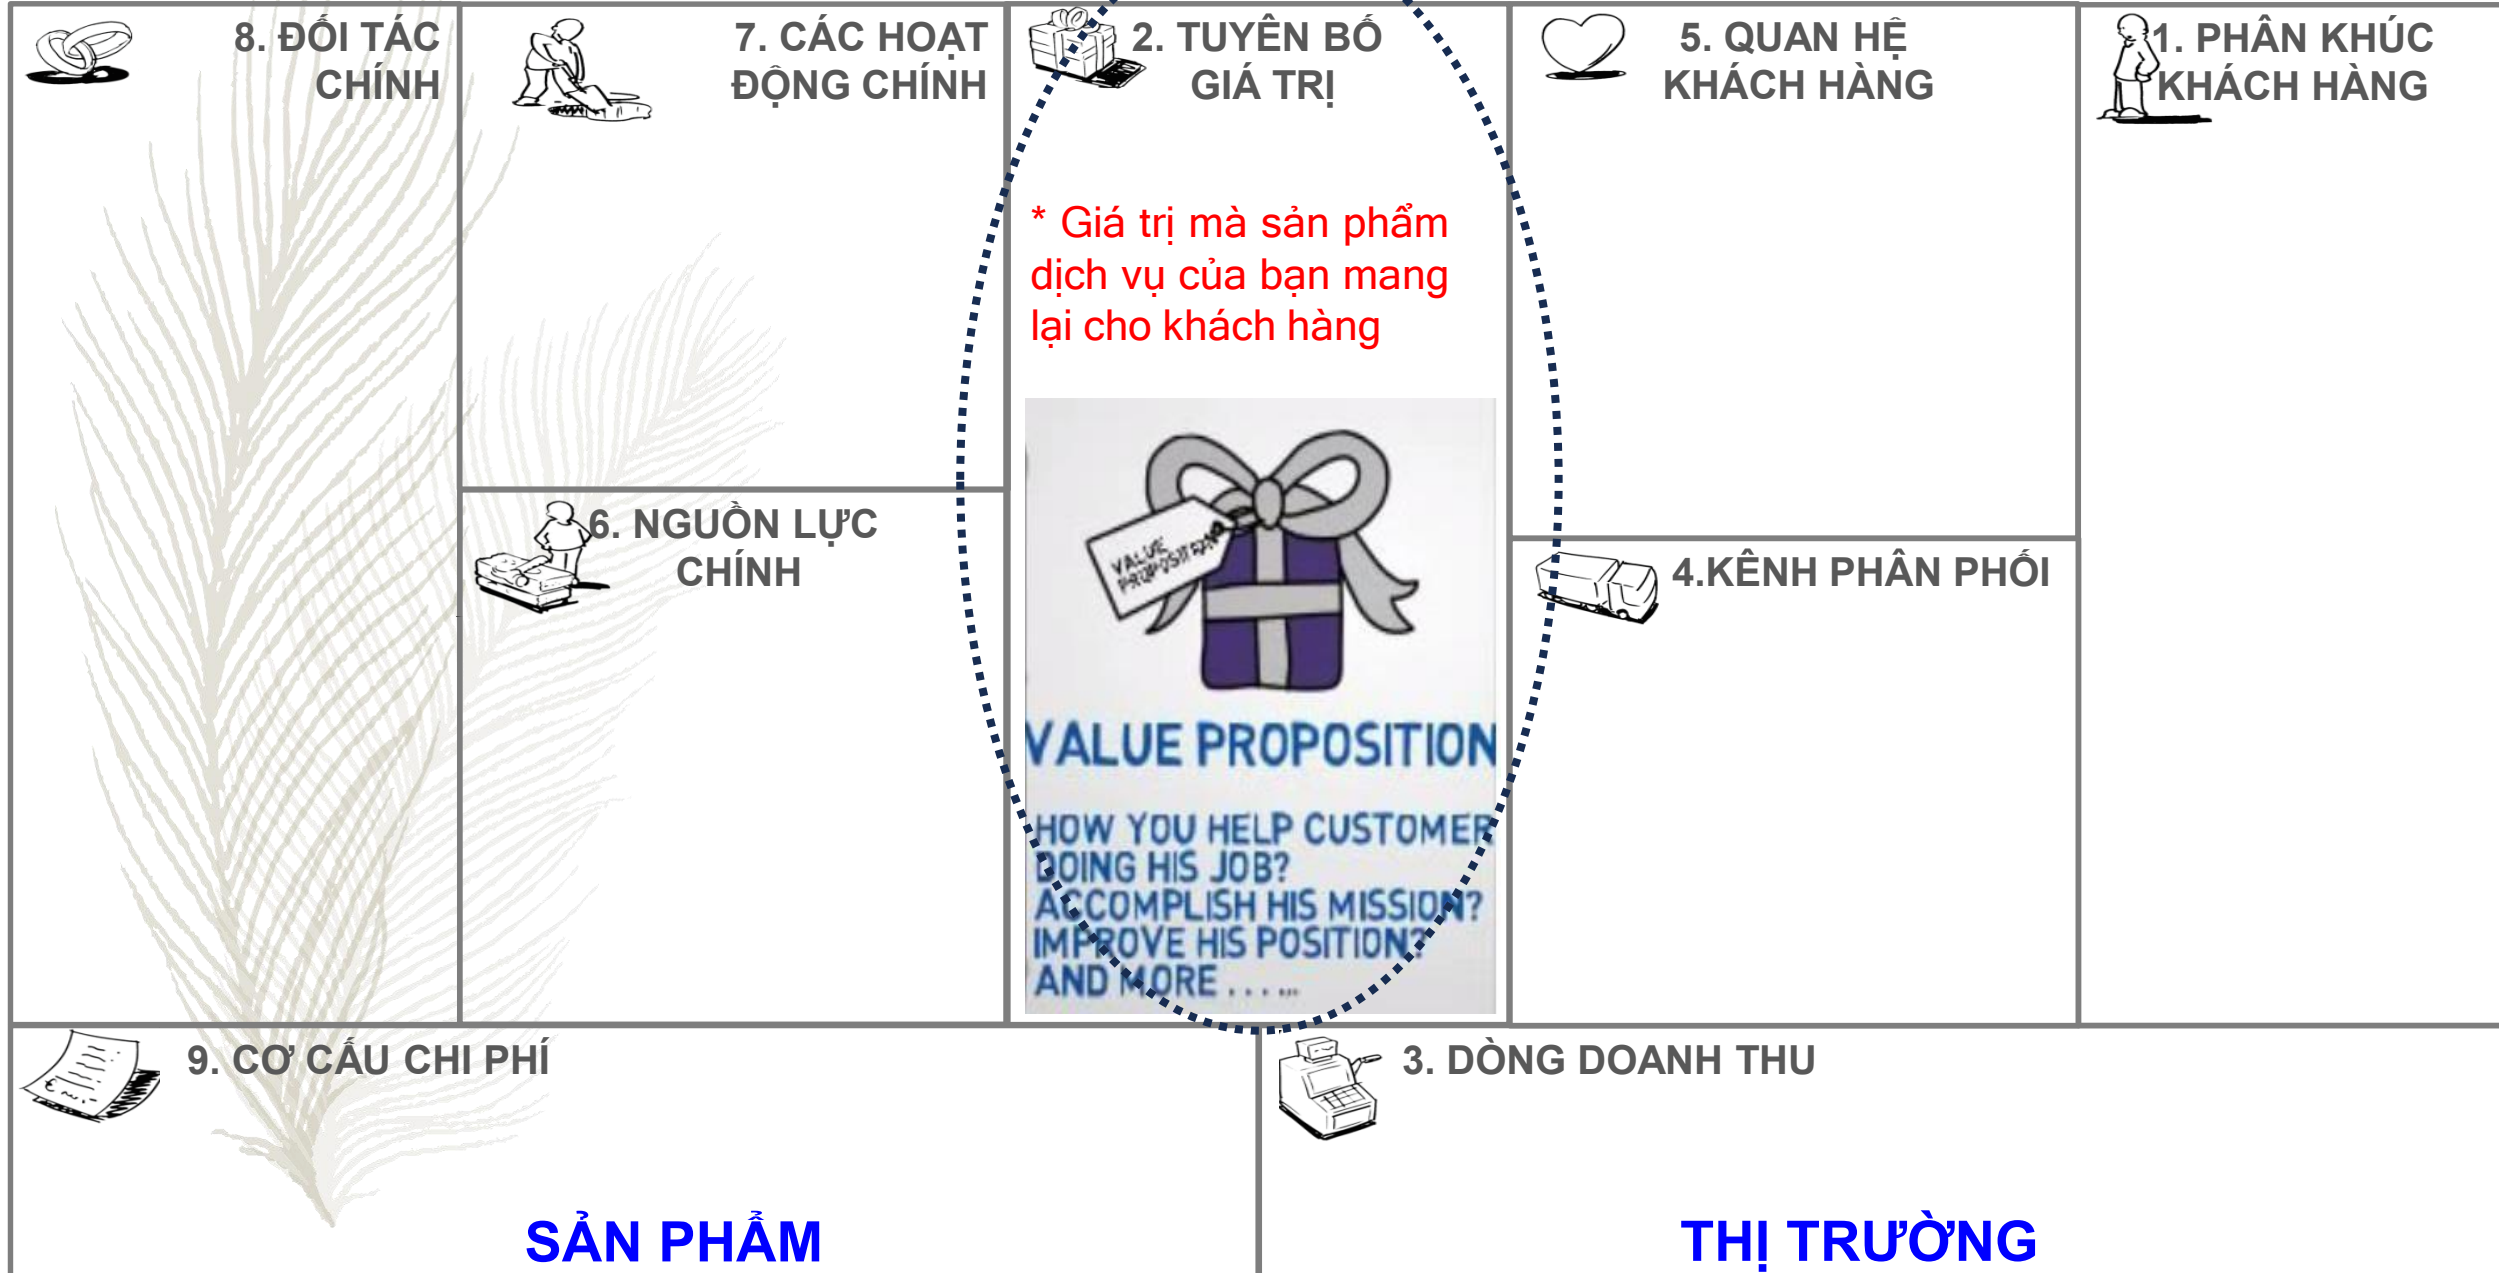 8. ĐỐI TÁC
CHÍNH
7. CÁC HOẠT
ĐỘNG CHÍNH
2. TUYÊN BỐ
GIÁ TRỊ
5. QUAN HỆ
KHÁCH HÀNG
1. PHÂN KHÚC
KHÁCH HÀNG
* Giá trị mà sản phẩm
dịch vụ của bạn mang
lại cho khách hàng
6. NGUỒN LỰC
CHÍNH
4.KÊNH PHÂN PHỐI
VALUE
PROPOSITION
VALUE PROPOSITION
HOW YOU HELP CUSTOMER
DOING HIS JOB?
ACCOMPLISH HIS MISSION?
IMPROVE HIS POSITION?
AND MORE . . . ...
9. CƠ CẤU CHI PHÍ
3. DÒNG DOANH THU
SẢN PHẨM
THỊ TRƯỜNG